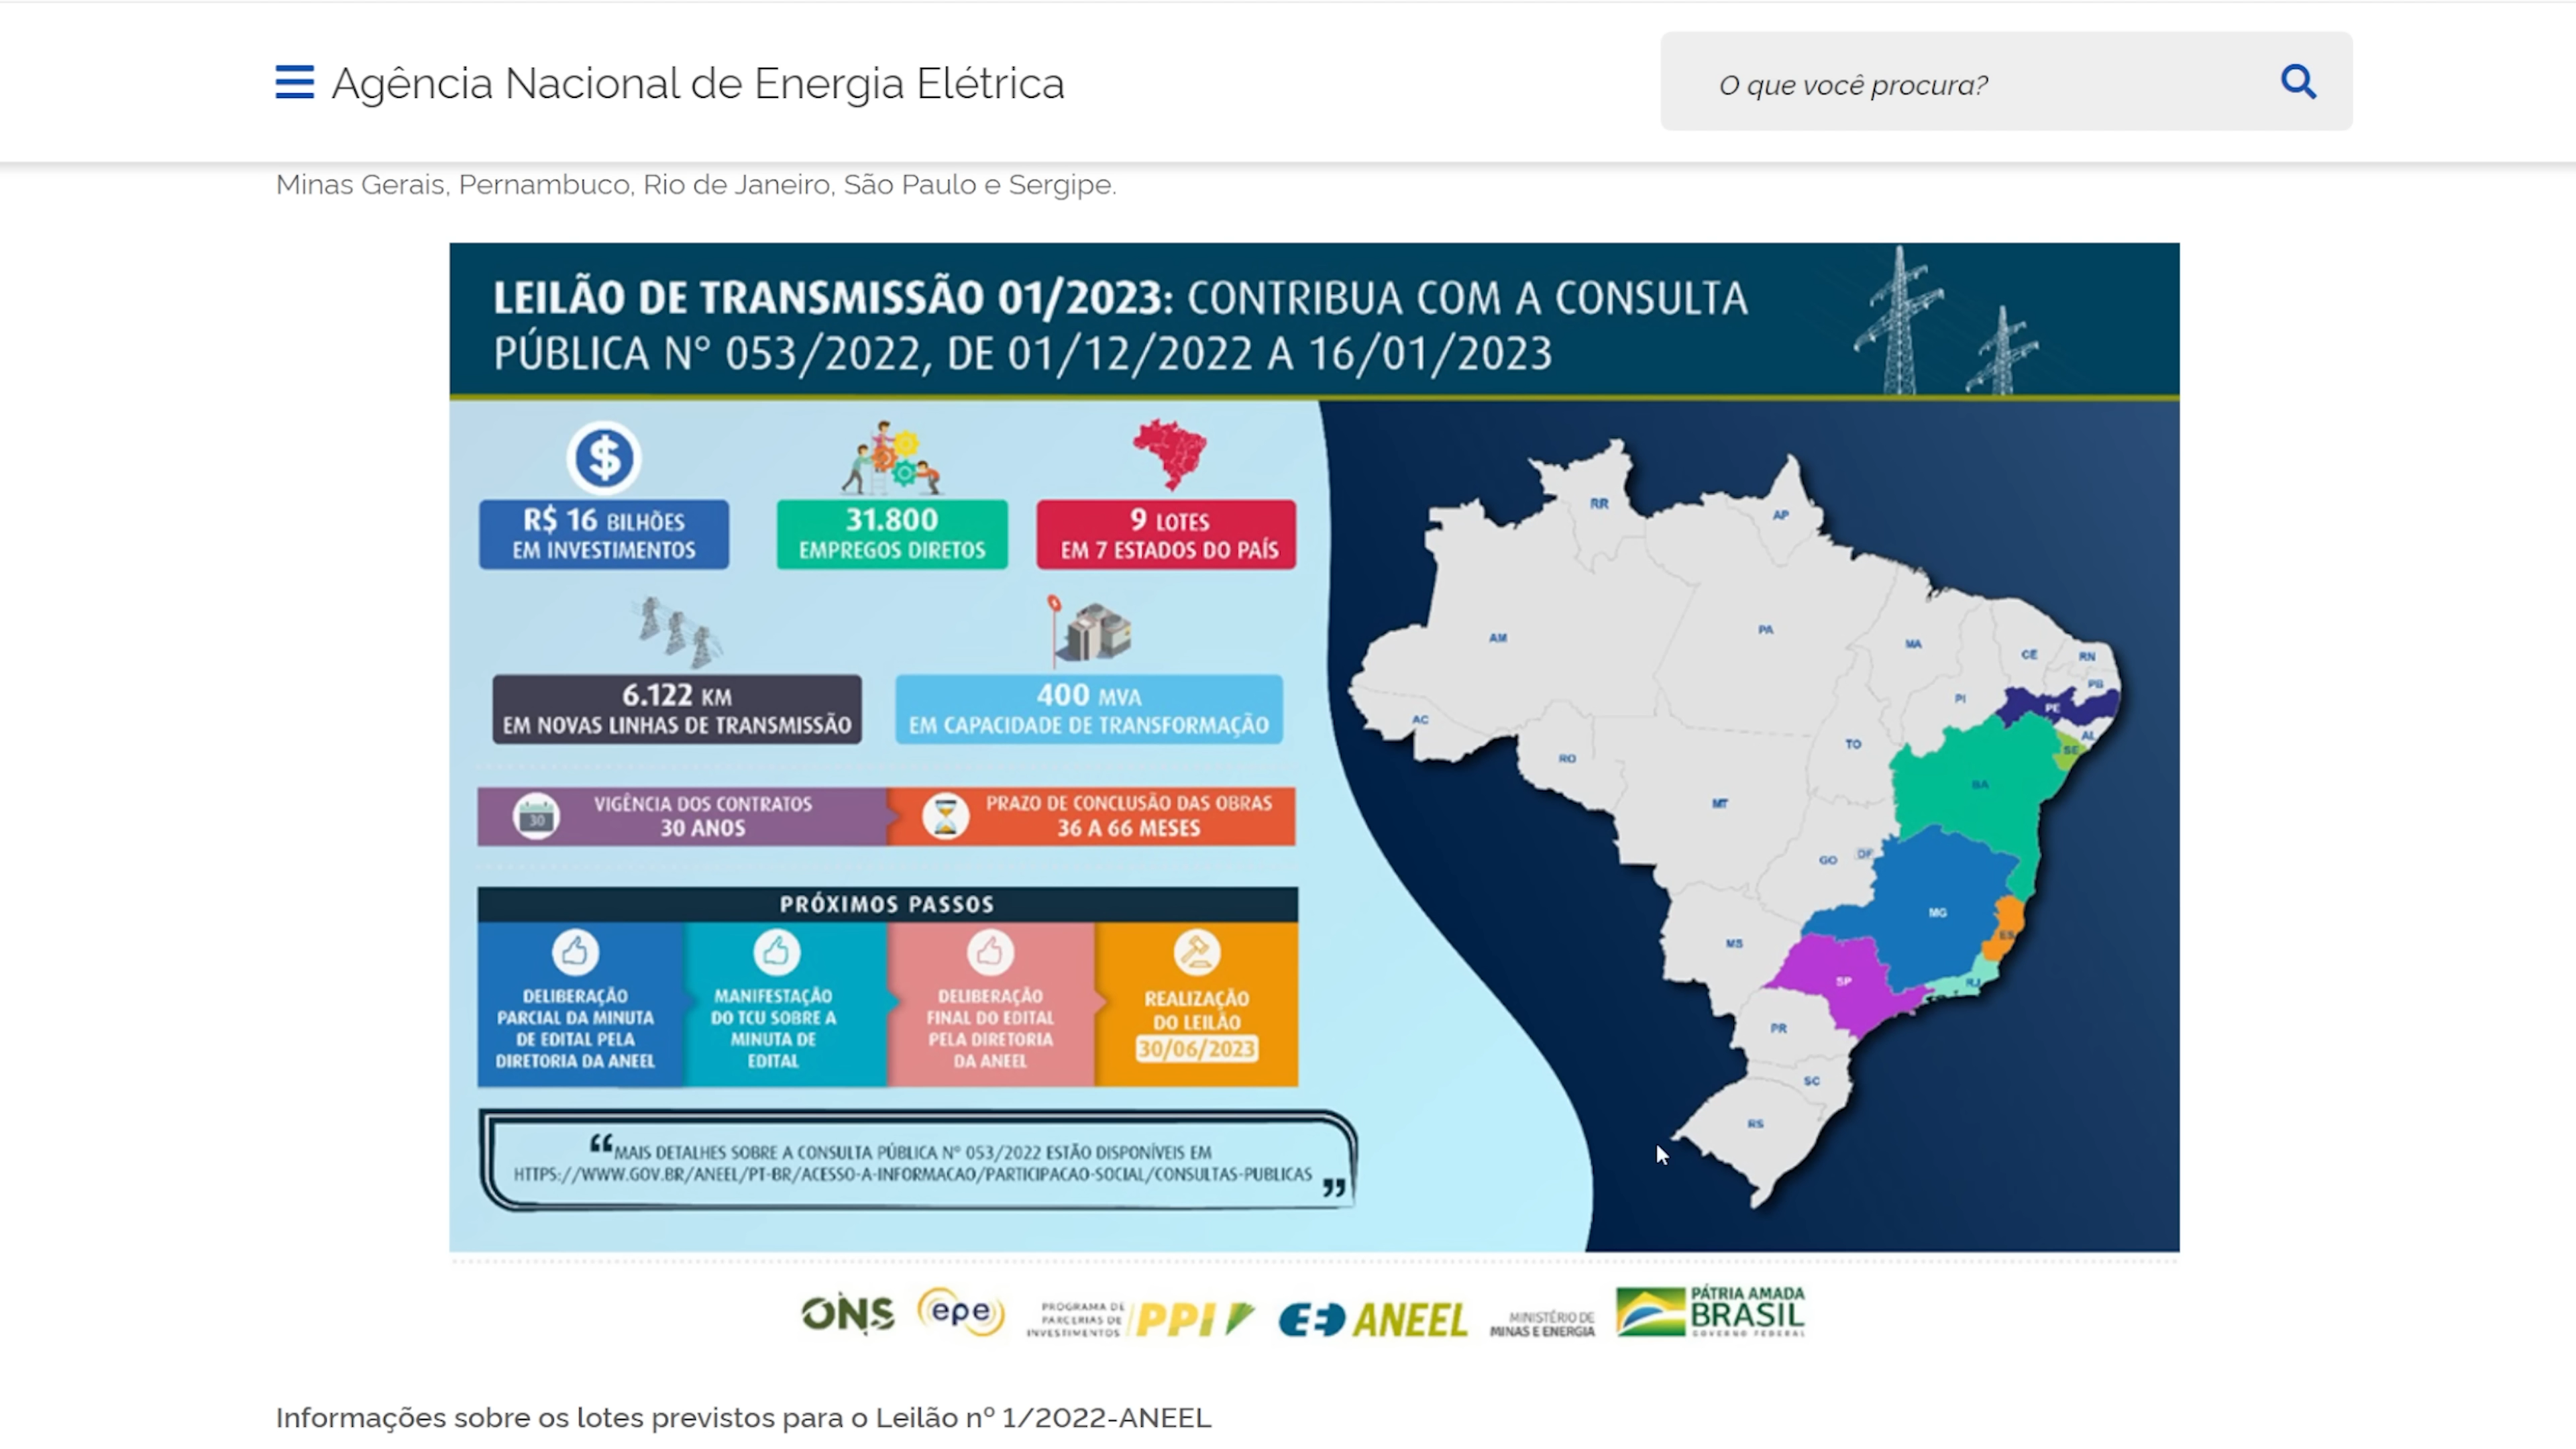 Agência Nacional de Energia Elétrica
O que você procura?
Minas Gerais, Pernambuco, Rio de Janeiro, São Paulo e Sergipe.
LEILÃO DE TRANSMISSÃO 01/2023: CONTRIBUA COM A CONSULTA
PÚBLICA N° 053/2022, DE 01/12/2022 A 16/01/2023
$
R$ 16 BILHÕES
EM INVESTIMENTOS
31.800
EMPREGOS DIRETOS
9 LOTES
EM 7 ESTADOS DO PAÍS
6.122 KM
EM NOVAS LINHAS DE TRANSMISSÃO
400 MVA
EM CAPACIDADE DE TRANSFORMAÇÃO
30
VIGÊNCIA DOS CONTRATOS
30 ANOS
PRAZO DE CONCLUSÃO DAS OBRAS
36 A 66 MESES
PRÓXIMOS PASSOS
DELIBERAÇÃO
PARCIAL DA MINUTA
DE EDITAL PELA
DIRETORIA DA ANEEL
MANIFESTAÇÃO
DO TCU SOBRE A
MINUTA DE
EDITAL
DELIBERAÇÃO
FINAL DO EDITAL
PELA DIRETORIA
DA ANEEL
REALIZAÇÃO
DO LEILÃO
30/06/2023
“MAIS DETALHES SOBRE A CONSULTA PÚBLICA N° 053/2022 ESTÃO DISPONÍVEIS EM
HTTPS://WWW.GOV.BR/ANEEL/PT-BR/ACESSO-A-INFORMACAO/PARTICIPACAO-SOCIAL/CONSULTAS-PUBLICAS ”
RR
AP
AM
PA
MA
CE
RN
PB
PI
PE
AL
SE
AC
RO
TO
BA
MT
GO
DF
MG
ES
MS
SP
RJ
PR
SC
RS
ONS
epe
PROGRAMA DE
PARCERIAS DE
INVESTIMENTOS
PPI
ANEEL
MINISTÉRIO DE
MINAS E ENERGIA
PÁTRIA AMADA
BRASIL
GOVERNO FEDERAL
Informações sobre os lotes previstos para o Leilão nº 1/2022-ANEEL